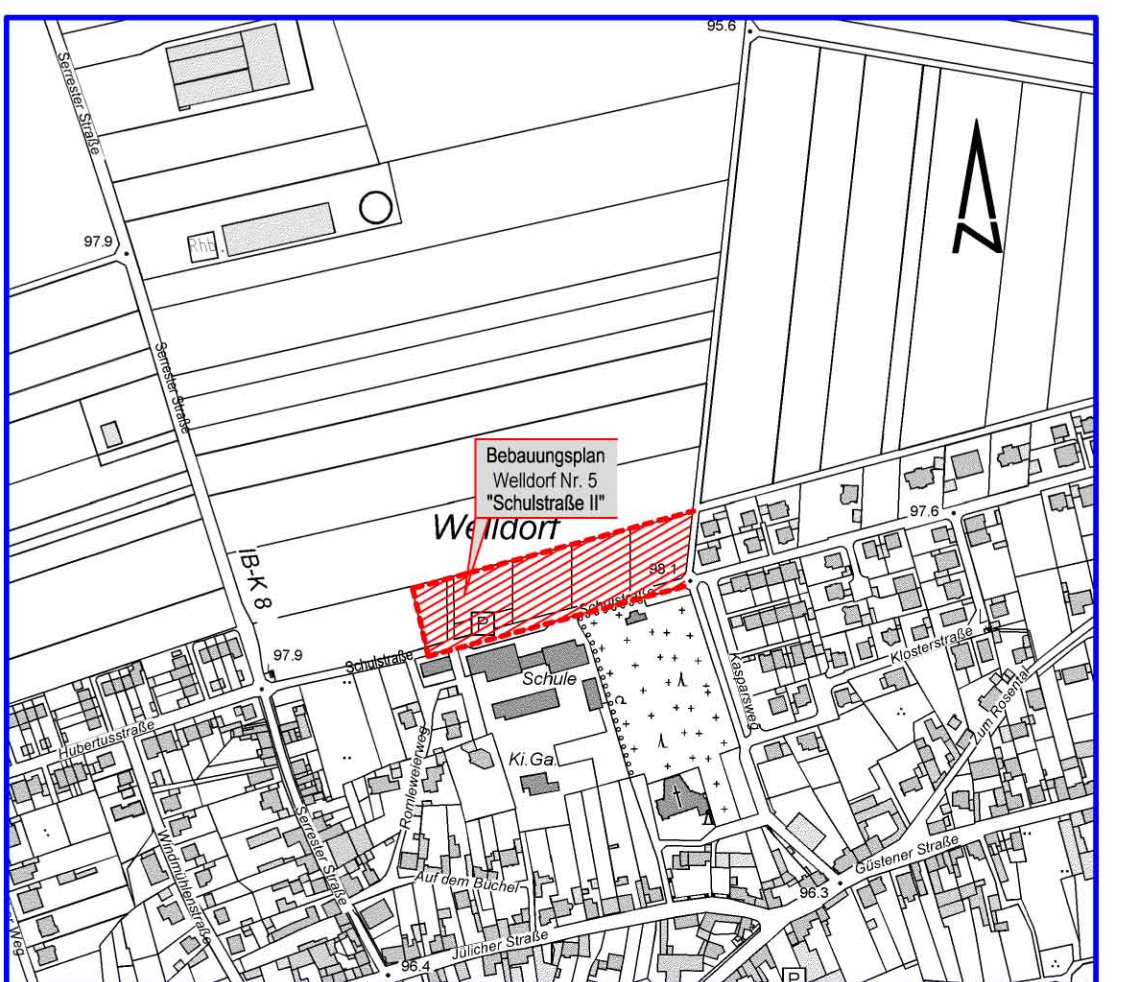 95.6
Serrester Straße
N
Rhb.
97.9
Serrester Straße
Bebauungsplan
Welldorf Nr. 5
"Schulstraße II"
Welldorf
97.6
98.1
IB-K 8
Schulstraße
P
97.9
Schulstraße
Schule
Kasparsweg
Klosterstraße
Hubertusstraße
Zum Rosental
Ki.Ga.
Romleweierweg
Serrester Straße
Windmühlenstraße
Güstener Straße
Auf dem Büchel
96.3
Weg
Jülicher Straße
96.4
P